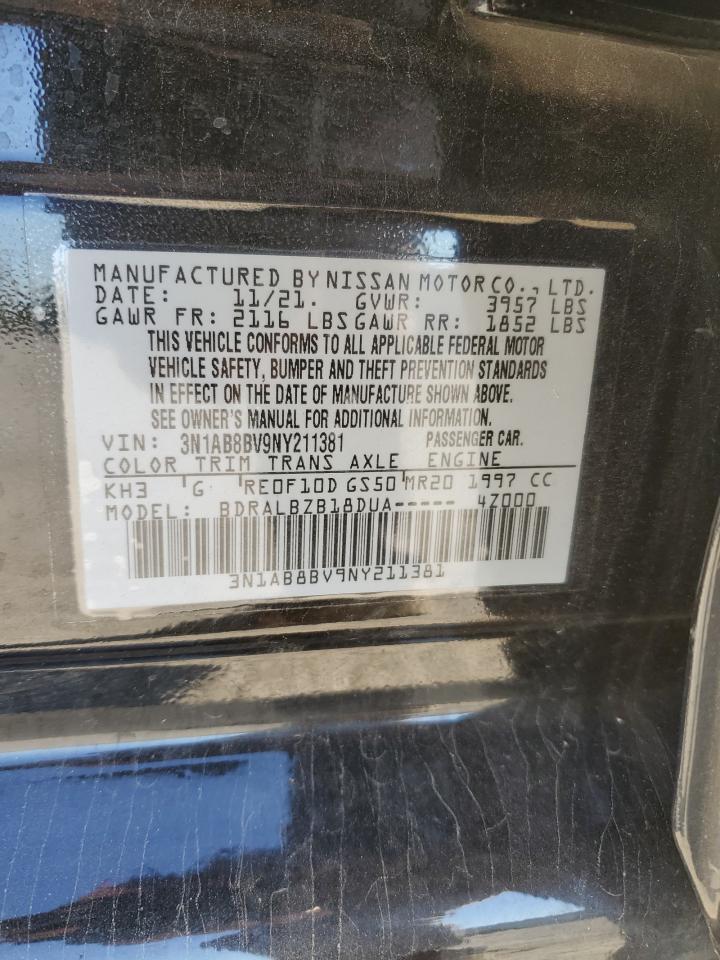 MANUFACTURED BY NISSAN MOTOR CO., LTD.
DATE: 11/21. GVWR: 3957 LBS
GAWR FR: 2116 LBS GAWR RR: 1852 LBS
THIS VEHICLE CONFORMS TO ALL APPLICABLE FEDERAL MOTOR
VEHICLE SAFETY, BUMPER AND THEFT PREVENTION STANDARDS
IN EFFECT ON THE DATE OF MANUFACTURE SHOWN ABOVE.
SEE OWNER'S MANUAL FOR ADDITIONAL INFORMATION.
VIN: 3N1AB8BV9NY211381 PASSENGER CAR.
COLOR TRIM TRANS AXLE ENGINE
KH3 G RE0F10D GS50 MR20 1997 CC
MODEL: BDRALBZB18DUA----- 4Z000
3N1AB8BV9NY211381